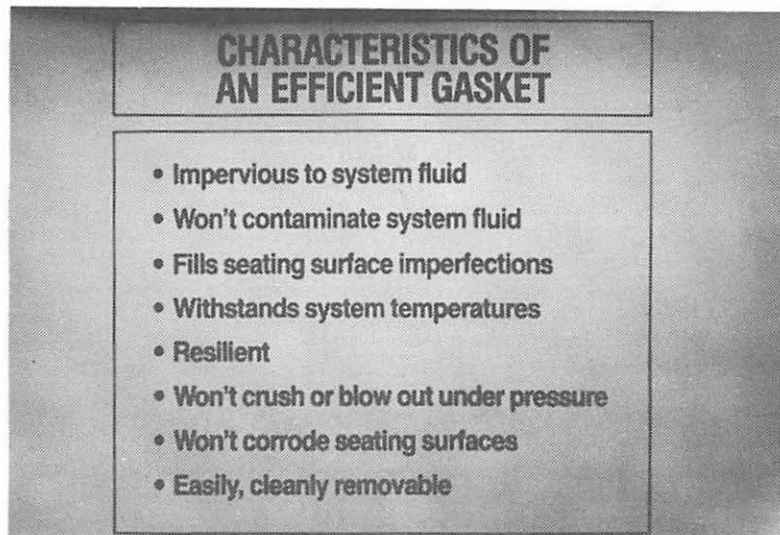 CHARACTERISTICS OF
AN EFFICIENT GASKET
• Impervious to system fluid
• Won't contaminate system fluid
• Fills seating surface imperfections
• Withstands system temperatures
• Resilient
• Won't crush or blow out under pressure
• Won't corrode seating surfaces
• Easily, cleanly removable